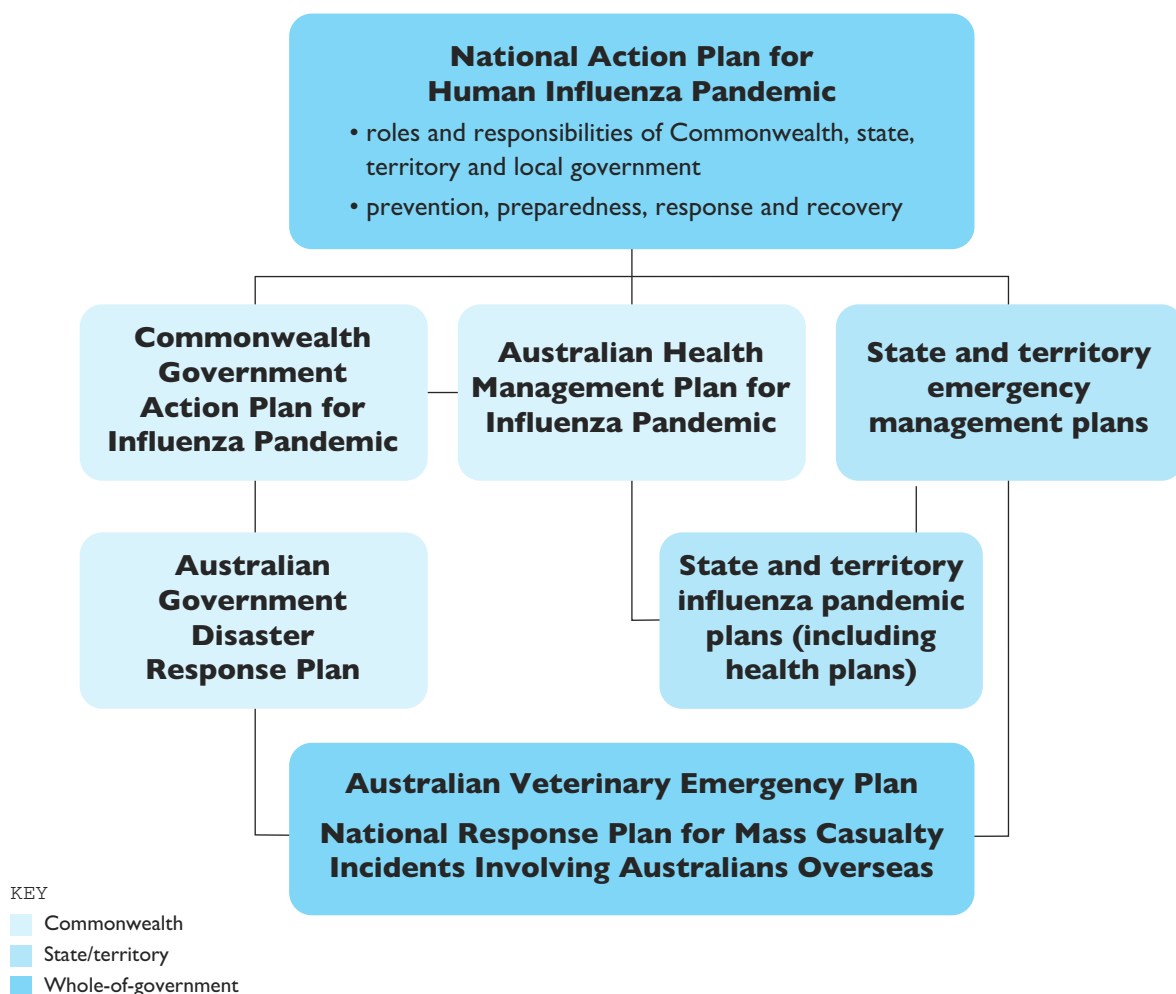 National Action Plan for
Human Influenza Pandemic
• roles and responsibilities of Commonwealth, state,
territory and local government
• prevention, preparedness, response and recovery
Commonwealth
Government
Action Plan for
Influenza Pandemic
Australian Health
Management Plan for
Influenza Pandemic
State and territory
emergency
management plans
Australian
Government
Disaster
Response Plan
State and territory
influenza pandemic
plans (including
health plans)
Australian Veterinary Emergency Plan
National Response Plan for Mass Casualty
Incidents Involving Australians Overseas
KEY
Commonwealth
State/territory
Whole-of-government